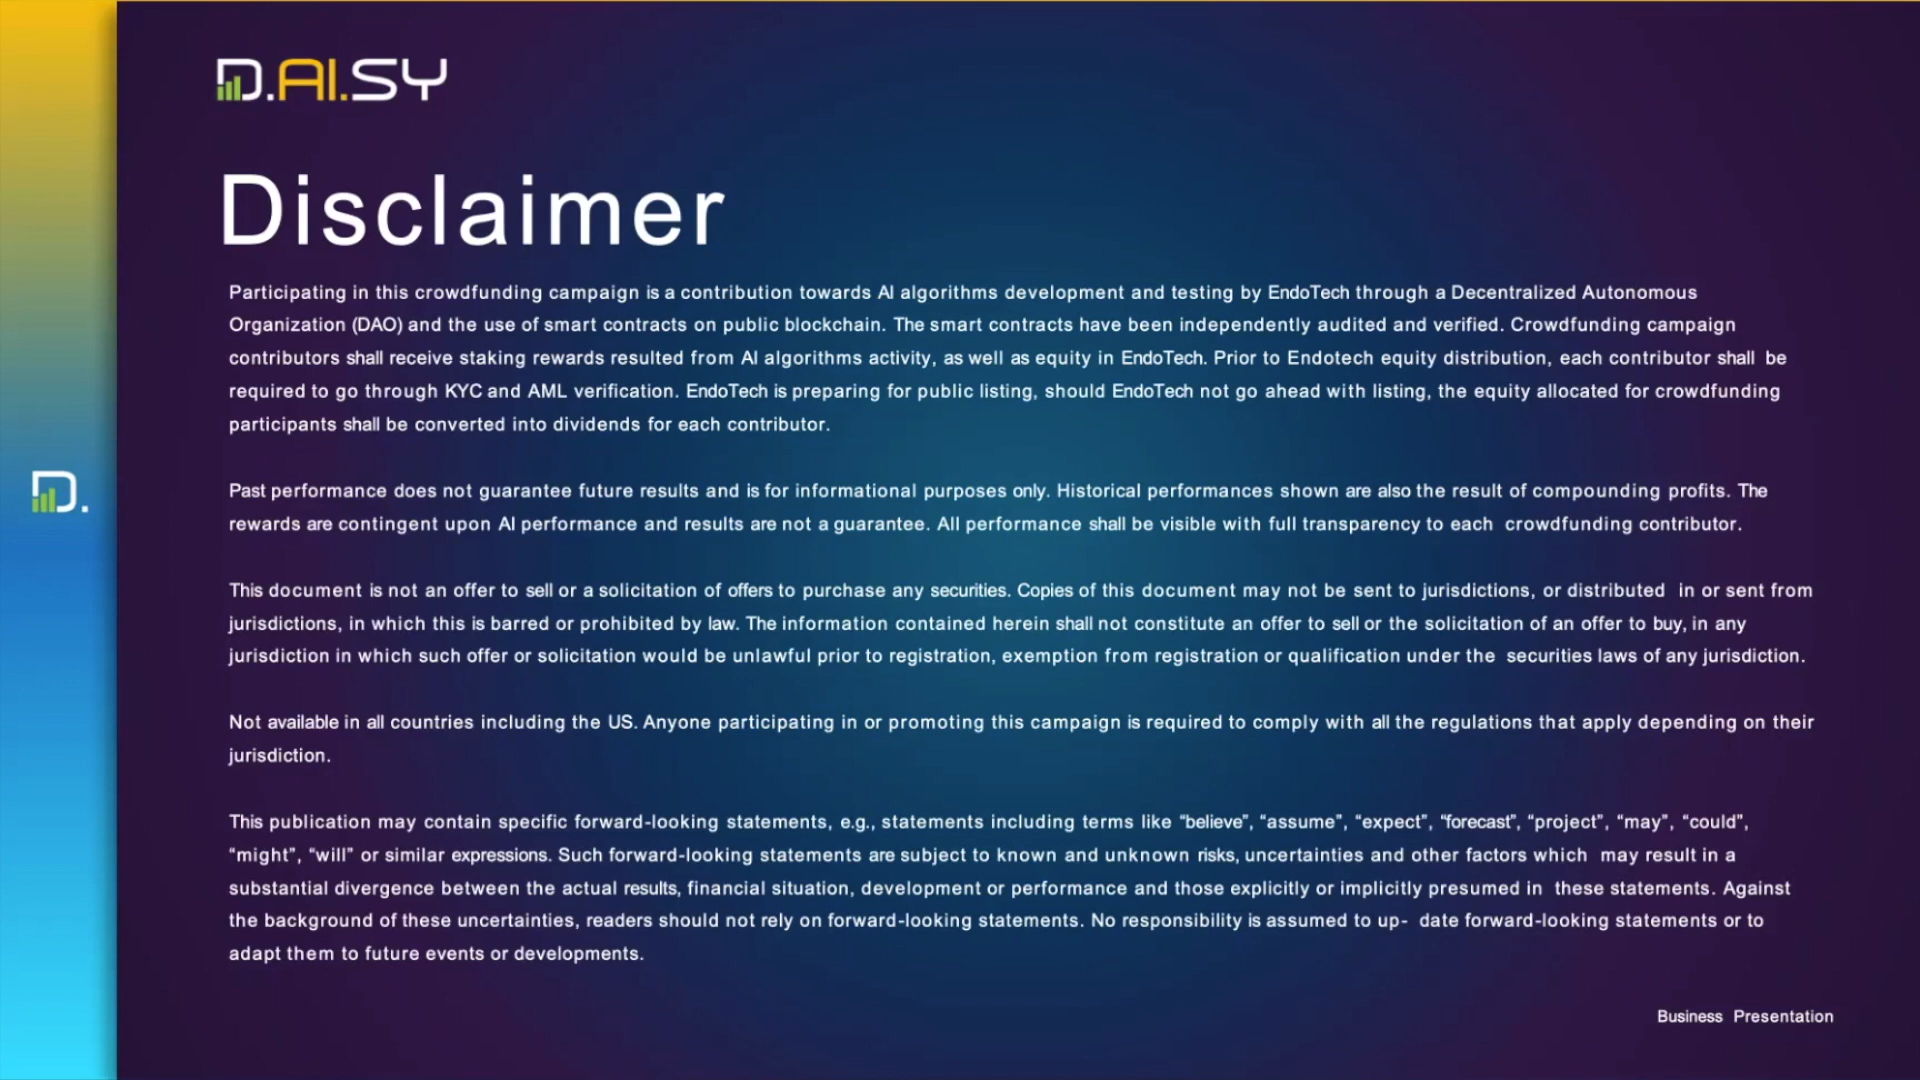 D.AI.SY
Disclaimer
Participating in this crowdfunding campaign is a contribution towards AI algorithms development and testing by EndoTech through a Decentralized Autonomous
Organization (DAO) and the use of smart contracts on public blockchain. The smart contracts have been independently audited and verified. Crowdfunding campaign
contributors shall receive staking rewards resulted from AI algorithms activity, as well as equity in EndoTech. Prior to Endotech equity distribution, each contributor shall be
required to go through KYC and AML verification. EndoTech is preparing for public listing, should EndoTech not go ahead with listing, the equity allocated for crowdfunding
participants shall be converted into dividends for each contributor.
Past performance does not guarantee future results and is for informational purposes only. Historical performances shown are also the result of compounding profits. The
rewards are contingent upon AI performance and results are not a guarantee. All performance shall be visible with full transparency to each crowdfunding contributor.
D.
This document is not an offer to sell or a solicitation of offers to purchase any securities. Copies of this document may not be sent to jurisdictions, or distributed in or sent from
jurisdictions, in which this is barred or prohibited by law. The information contained herein shall not constitute an offer to sell or the solicitation of an offer to buy, in any
jurisdiction in which such offer or solicitation would be unlawful prior to registration, exemption from registration or qualification under the securities laws of any jurisdiction.
Not available in all countries including the US. Anyone participating in or promoting this campaign is required to comply with all the regulations that apply depending on their
jurisdiction.
This publication may contain specific forward-looking statements, e.g., statements including terms like “believe”, “assume”, “expect”, “forecast”, “project”, “may”, “could”,
“might”, “will” or similar expressions. Such forward-looking statements are subject to known and unknown risks, uncertainties and other factors which may result in a
substantial divergence between the actual results, financial situation, development or performance and those explicitly or implicitly presumed in these statements. Against
the background of these uncertainties, readers should not rely on forward-looking statements. No responsibility is assumed to up- date forward-looking statements or to
adapt them to future events or developments.
Business Presentation